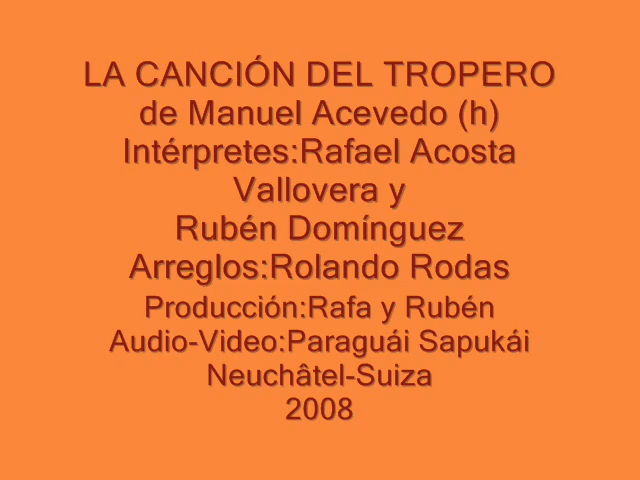 LA CANCIÓN DEL TROPERO
de Manuel Acevedo (h)
Intérpretes:Rafael Acosta
Vallovera y
Rubén Domínguez
Arreglos:Rolando Rodas
Producción:Rafa y Rubén
Audio-Video:Paraguái Sapukái
Neuchâtel-Suiza
2008